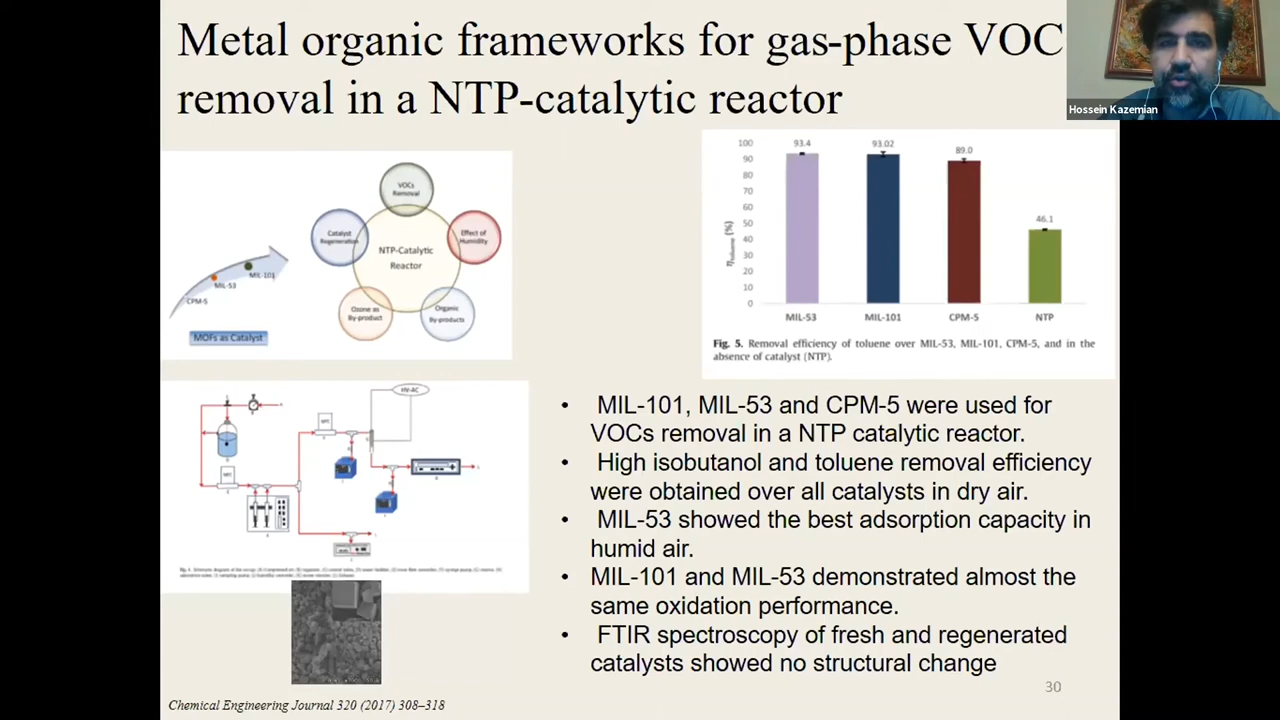 Metal organic frameworks for gas-phase VOC
removal in a NTP-catalytic reactor
Hossein Kazemian
VOCs
Removal
Catalyst
Regeneration
Effect of
Humidity
NTP-Catalytic
Reactor
Ozone as
By-product
Organic
By-products
MIL-101
MIL-53
CPM-5
MOFs as Catalyst
100
90
80
70
60
50
40
30
20
10
0
ηtoluene (%)
93.4
93.02
89.0
46.1
MIL-53
MIL-101
CPM-5
NTP
Fig. 5. Removal efficiency of toluene over MIL-53, MIL-101, CPM-5, and in the
absence of catalyst (NTP).
HV-AC
• MIL-101, MIL-53 and CPM-5 were used for
VOCs removal in a NTP catalytic reactor.
• High isobutanol and toluene removal efficiency
were obtained over all catalysts in dry air.
• MIL-53 showed the best adsorption capacity in
humid air.
• MIL-101 and MIL-53 demonstrated almost the
same oxidation performance.
• FTIR spectroscopy of fresh and regenerated
catalysts showed no structural change
30
Chemical Engineering Journal 320 (2017) 308–318